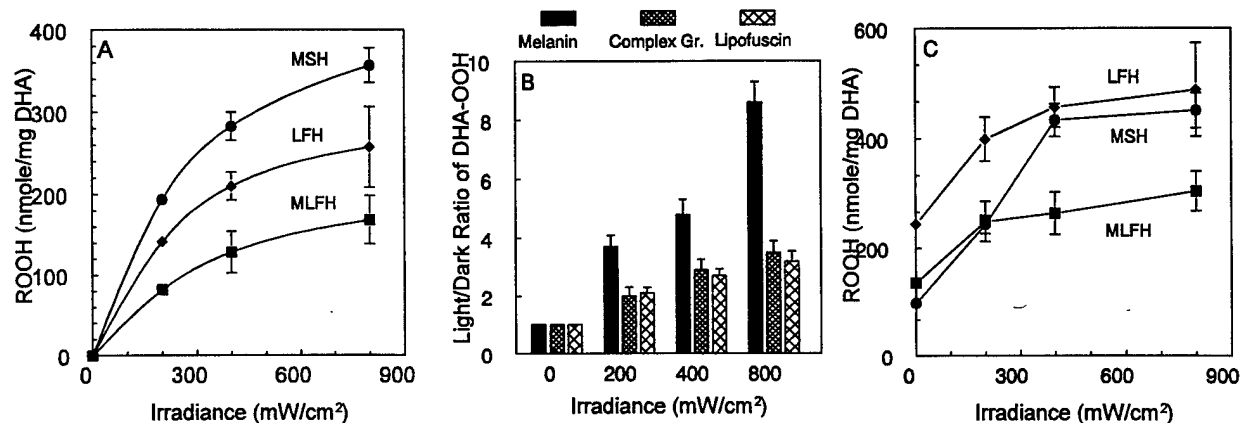 A
ROOH (nmole/mg DHA)
400
300
200
100
0
MSH
LFH
MLFH
0
300
600
900
Irradiance (mW/cm²)
Melanin
Complex Gr.
Lipofuscin
B
Light/Dark Ratio of DHA-OOH
10
8
6
4
2
0
0
200
400
800
Irradiance (mW/cm²)
C
ROOH (nmole/mg DHA)
600
400
200
0
LFH
MSH
MLFH
0
300
600
900
Irradiance (mW/cm²)